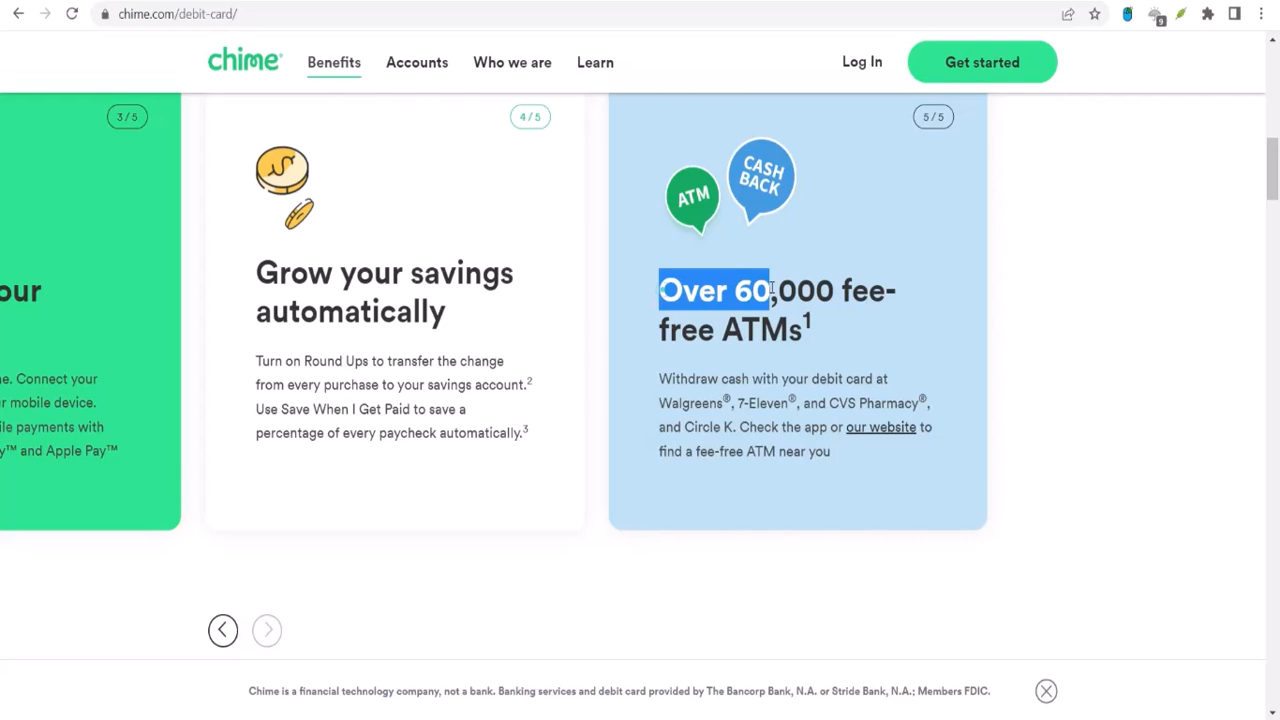 chime.com/debit-card/
9
chime®
Benefits
Accounts
Who we are
Learn
Log In
Get started
3 / 5
our
me. Connect your
r mobile device.
ile payments with
y™ and Apple Pay™
4 / 5
Grow your savings
automatically
Turn on Round Ups to transfer the change
from every purchase to your savings account.²
Use Save When I Get Paid to save a
percentage of every paycheck automatically.³
5 / 5
ATM
CASH
BACK
Over 60,000 fee-
free ATMs¹
Withdraw cash with your debit card at
Walgreens®, 7-Eleven®, and CVS Pharmacy®,
and Circle K. Check the app or our website to
find a fee-free ATM near you
Chime is a financial technology company, not a bank. Banking services and debit card provided by The Bancorp Bank, N.A. or Stride Bank, N.A.; Members FDIC.